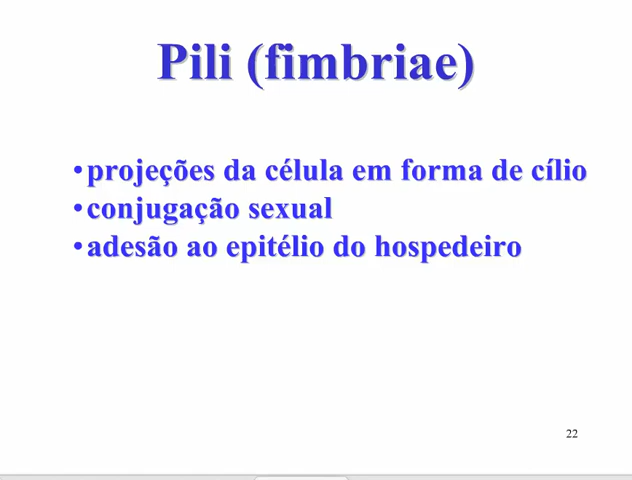 Pili (fimbriae)
•projeções da célula em forma de cílio
•conjugação sexual
•adesão ao epitélio do hospedeiro
22